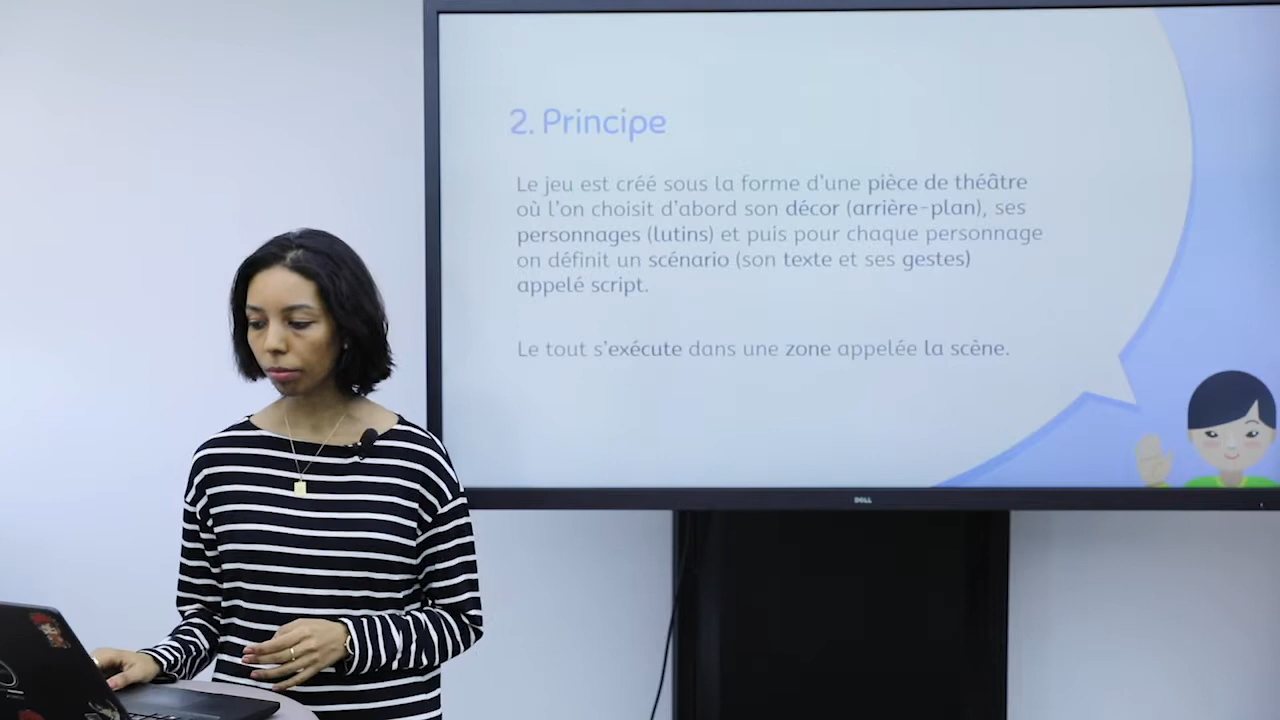 2. Principe
Le jeu est créé sous la forme d'une pièce de théâtre
où l'on choisit d'abord son décor (arrière-plan), ses
personnages (lutins) et puis pour chaque personnage
on définit un scénario (son texte et ses gestes)
appelé script.
Le tout s'exécute dans une zone appelée la scène.
DELL